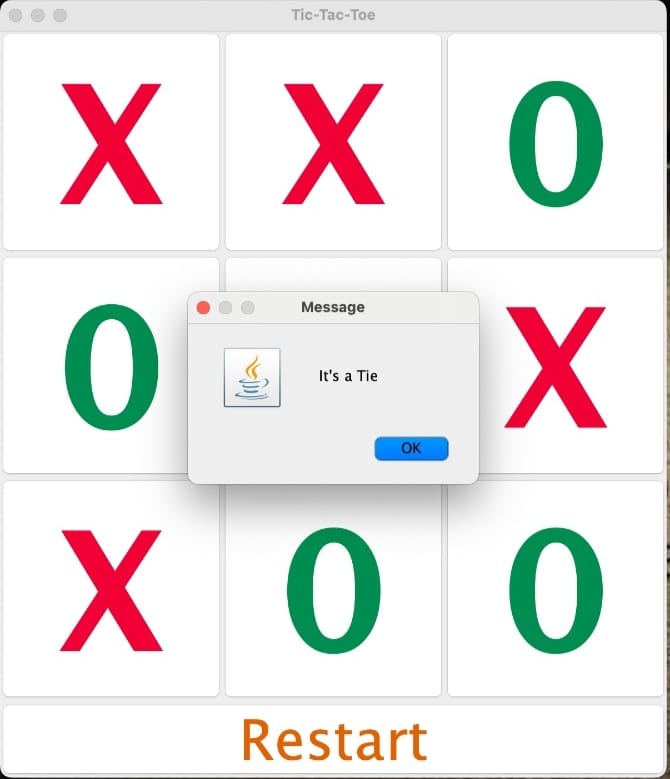 Tic-Tac-Toe
X X O
O X
Message
It's a Tie
OK
X O O
Restart